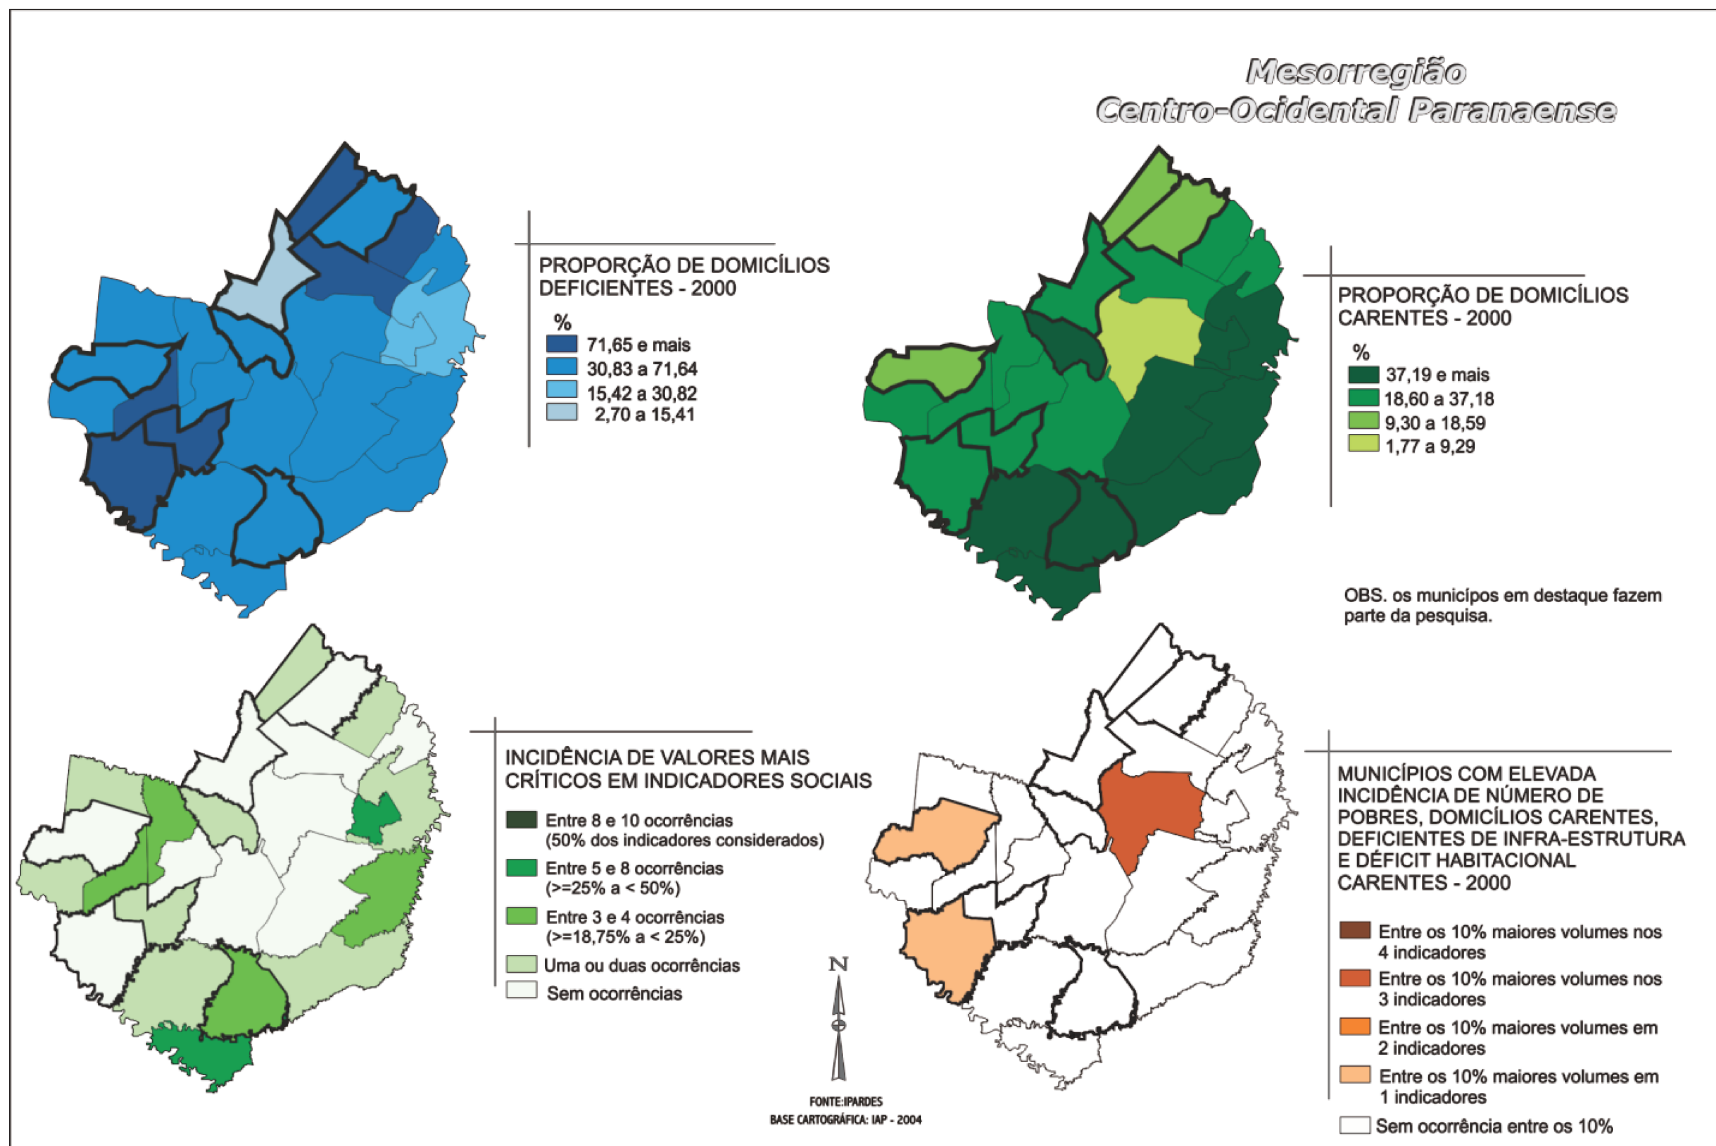 Mesorregião
Centro-Ocidental Paranaense
PROPORÇÃO DE DOMICÍLIOS
DEFICIENTES - 2000
%
71,65 e mais
30,83 a 71,64
15,42 a 30,82
2,70 a 15,41
PROPORÇÃO DE DOMICÍLIOS
CARENTES - 2000
%
37,19 e mais
18,60 a 37,18
9,30 a 18,59
1,77 a 9,29
OBS. os municípos em destaque fazem
parte da pesquisa.
INCIDÊNCIA DE VALORES MAIS
CRÍTICOS EM INDICADORES SOCIAIS
Entre 8 e 10 ocorrências
(50% dos indicadores considerados)
Entre 5 e 8 ocorrências
(>=25% a < 50%)
Entre 3 e 4 ocorrências
(>=18,75% a < 25%)
Uma ou duas ocorrências
Sem ocorrências
MUNICÍPIOS COM ELEVADA
INCIDÊNCIA DE NÚMERO DE
POBRES, DOMICÍLIOS CARENTES,
DEFICIENTES DE INFRA-ESTRUTURA
E DÉFICIT HABITACIONAL
CARENTES - 2000
Entre os 10% maiores volumes nos
4 indicadores
Entre os 10% maiores volumes nos
3 indicadores
Entre os 10% maiores volumes em
2 indicadores
Entre os 10% maiores volumes em
1 indicadores
Sem ocorrência entre os 10%
N
FONTE:IPARDES
BASE CARTOGRÁFICA: IAP - 2004